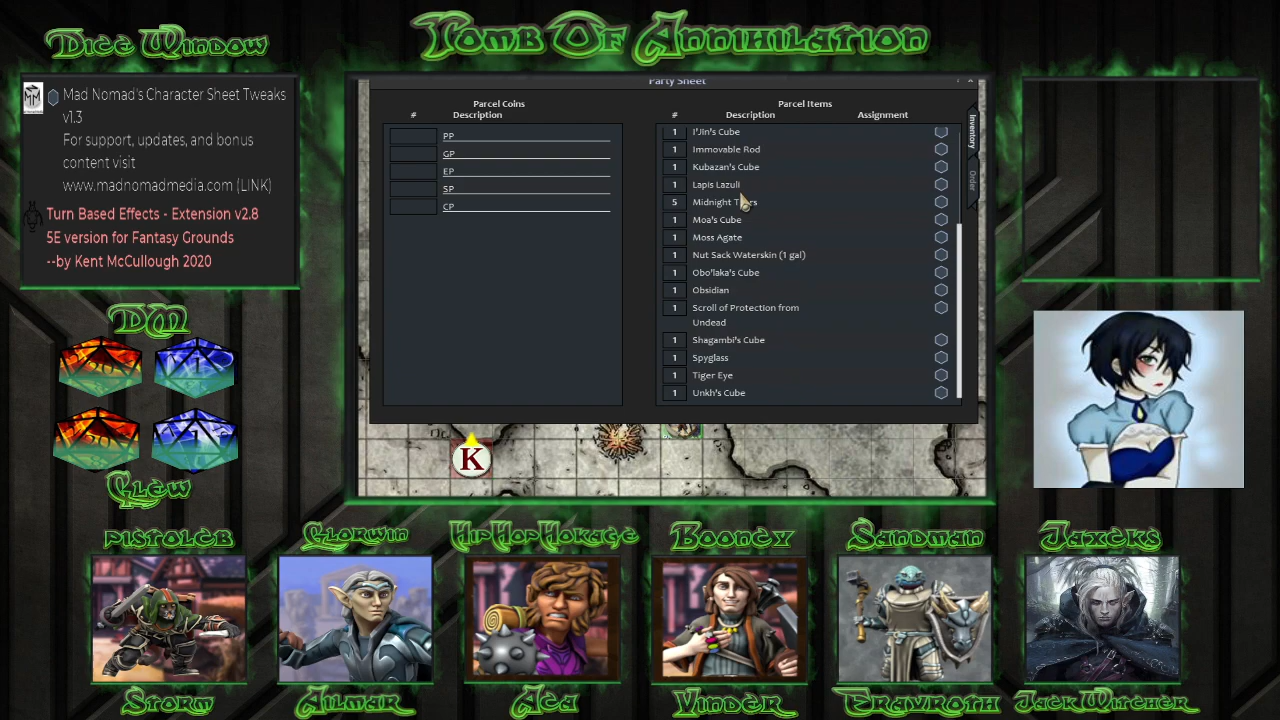 Dice Window
Tomb Of Annihilation
Mad Nomad's Character Sheet Tweaks
v1.3
For support, updates, and bonus
content visit
www.madnomadmedia.com (LINK)
Turn Based Effects - Extension v2.8
5E version for Fantasy Grounds
--by Kent McCullough 2020
Party Sheet
Parcel Coins
# Description
PP
GP
EP
SP
CP
Parcel Items
# Description Assignment
1 I'Jin's Cube
1 Immovable Rod
1 Kubazan's Cube
1 Lapis Lazuli
5 Midnight
1 Moa's Cube
1 Moss Agate
1 Nut Sack Waterskin (1 gal)
1 Obo'laka's Cube
1 Obsidian
1 Scroll of Protection from
Undead
1 Shagambi's Cube
1 Spyglass
1 Tiger Eye
1 Unkh's Cube
Inventory
Order
K
DM
Crew
Pistoleb
Glorwin
HipHopHokage
Booney
Sandman
Jaxeks
Storm
Ailmar
Aca
Vinder
Eravroth
JackWitcher